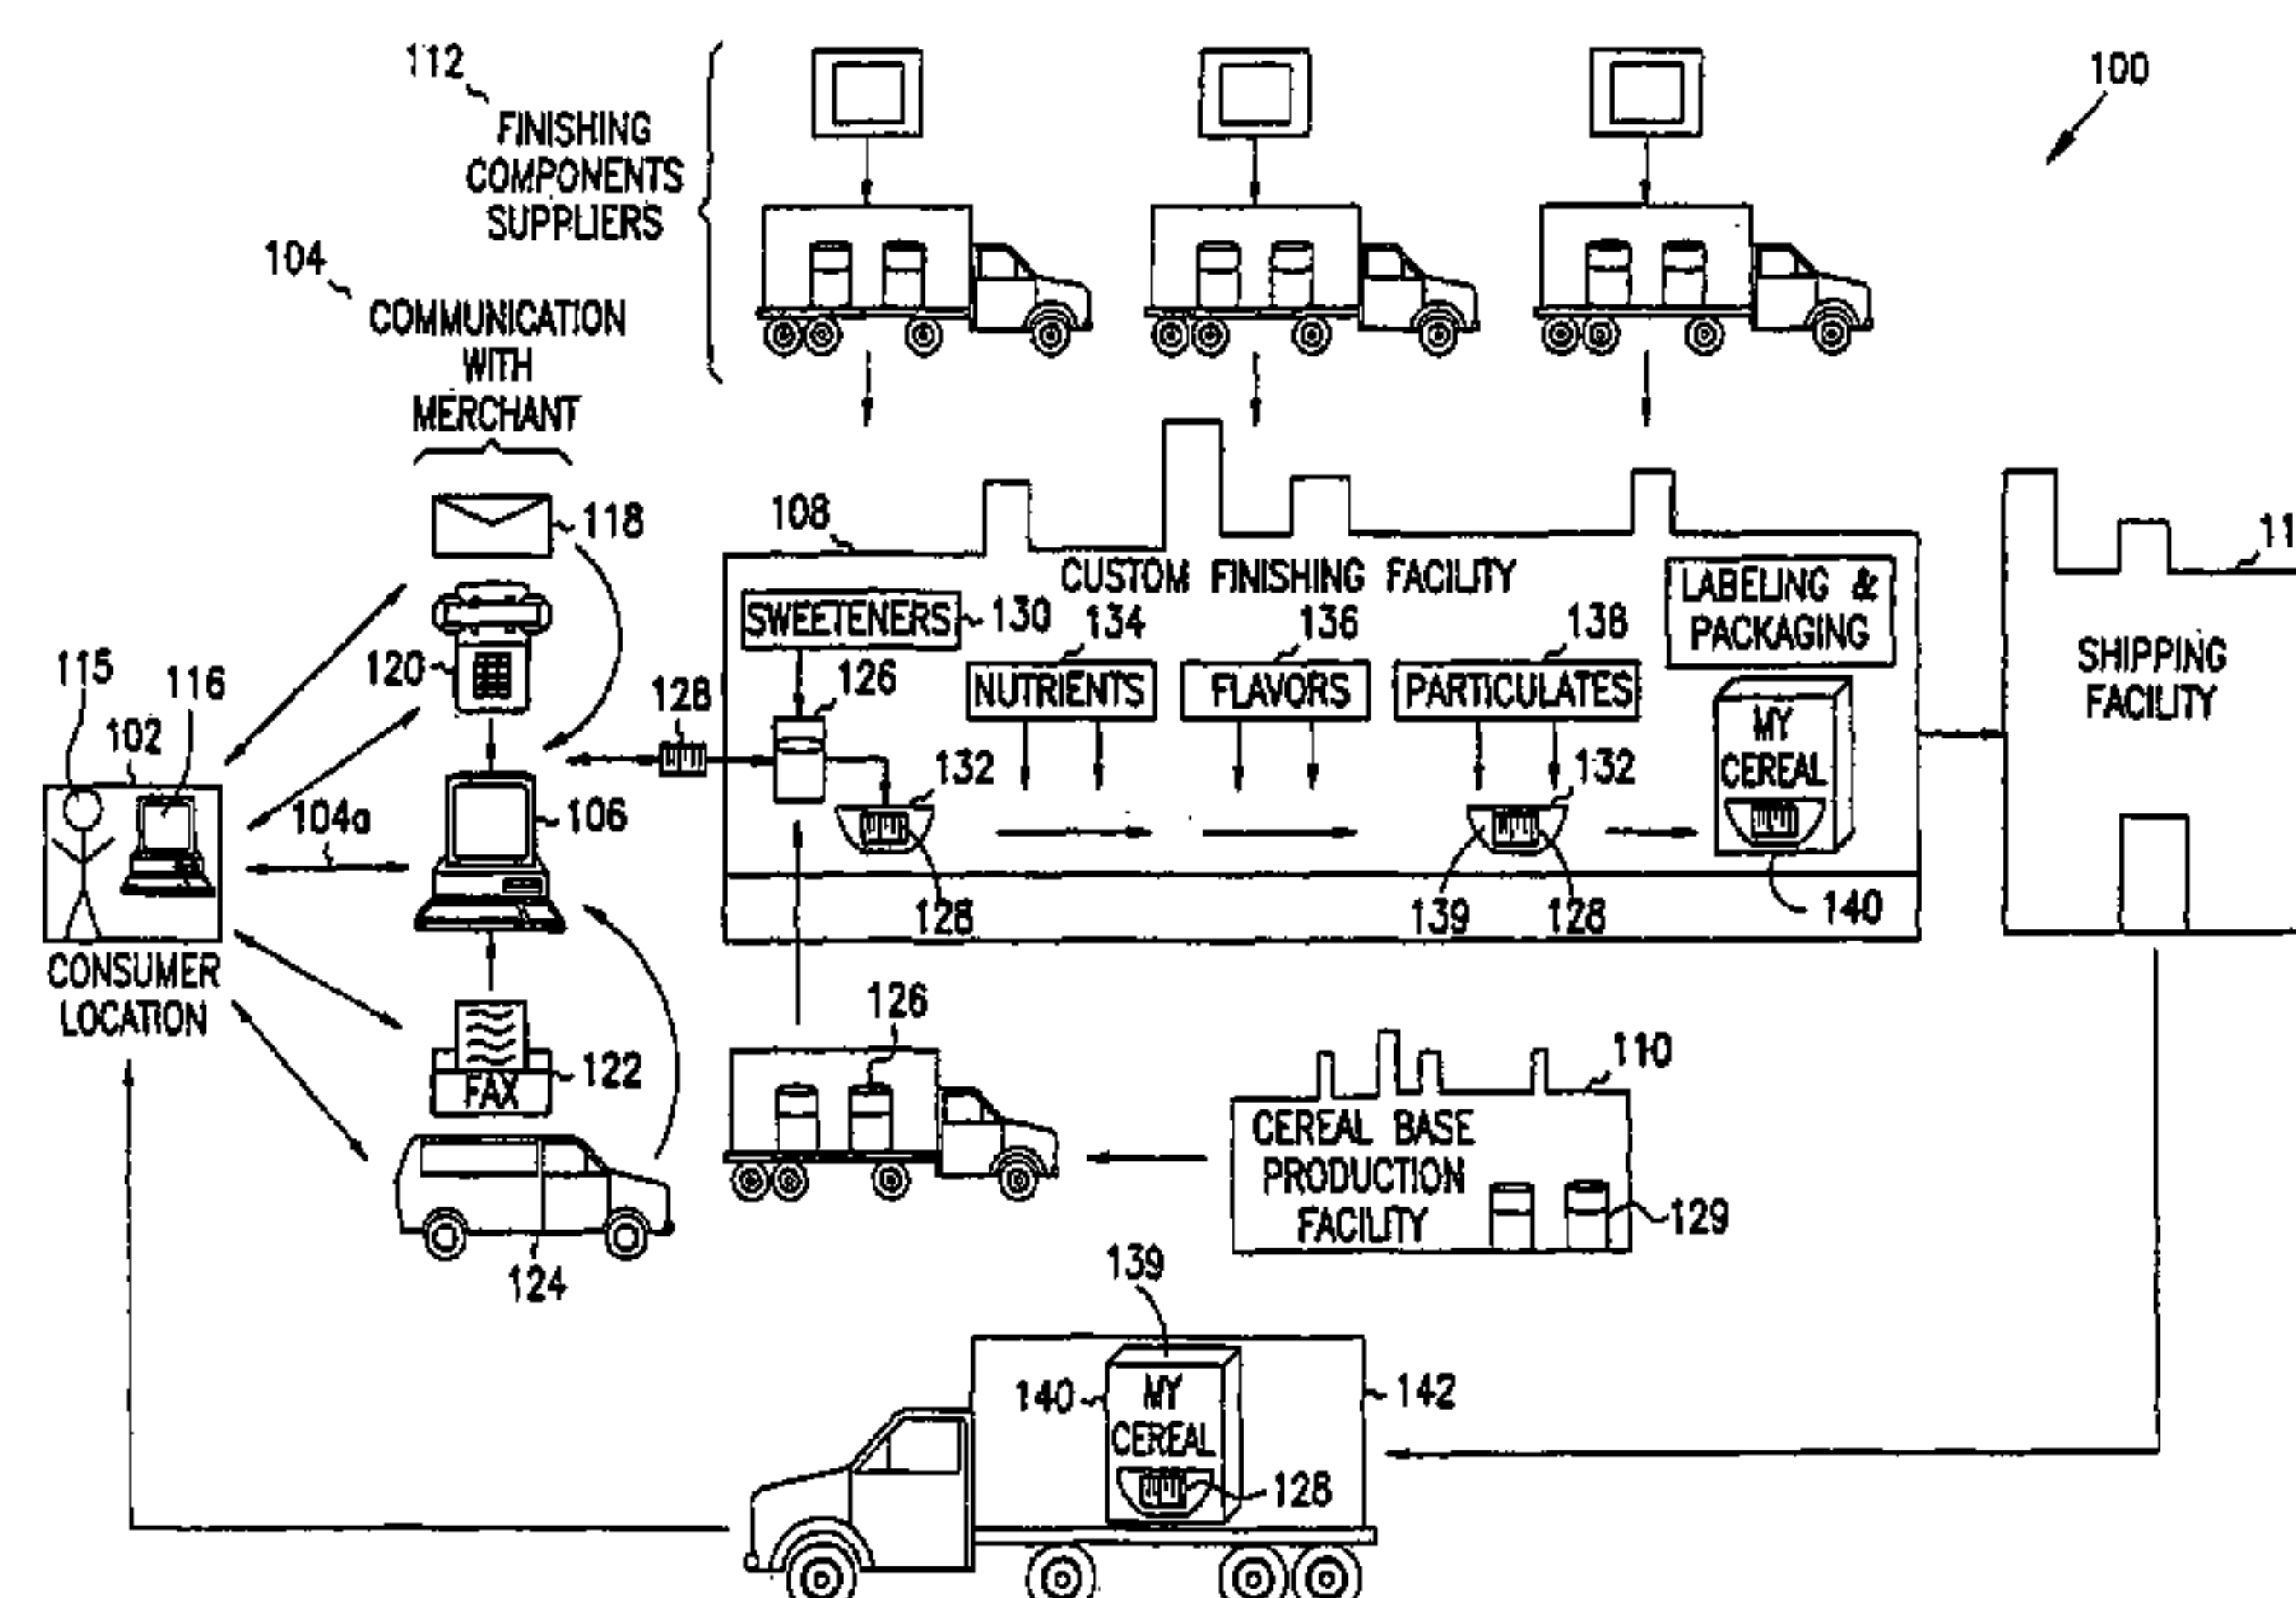 112
FINISHING
COMPONENTS
SUPPLIERS
100
104
COMMUNICATION
WITH
MERCHANT
118
120
115
116
102
104a
106
CONSUMER
LOCATION
FAX
122
124
128
108
CUSTOM FINISHING FACILITY
SWEETENERS
130
126
134
NUTRIENTS
136
FLAVORS
138
PARTICULATES
LABELING &
PACKAGING
132
128
132
139
128
MY
CEREAL
140
SHIPPING
FACILITY
126
110
CEREAL BASE
PRODUCTION
FACILITY
129
139
140
MY
CEREAL
128
142